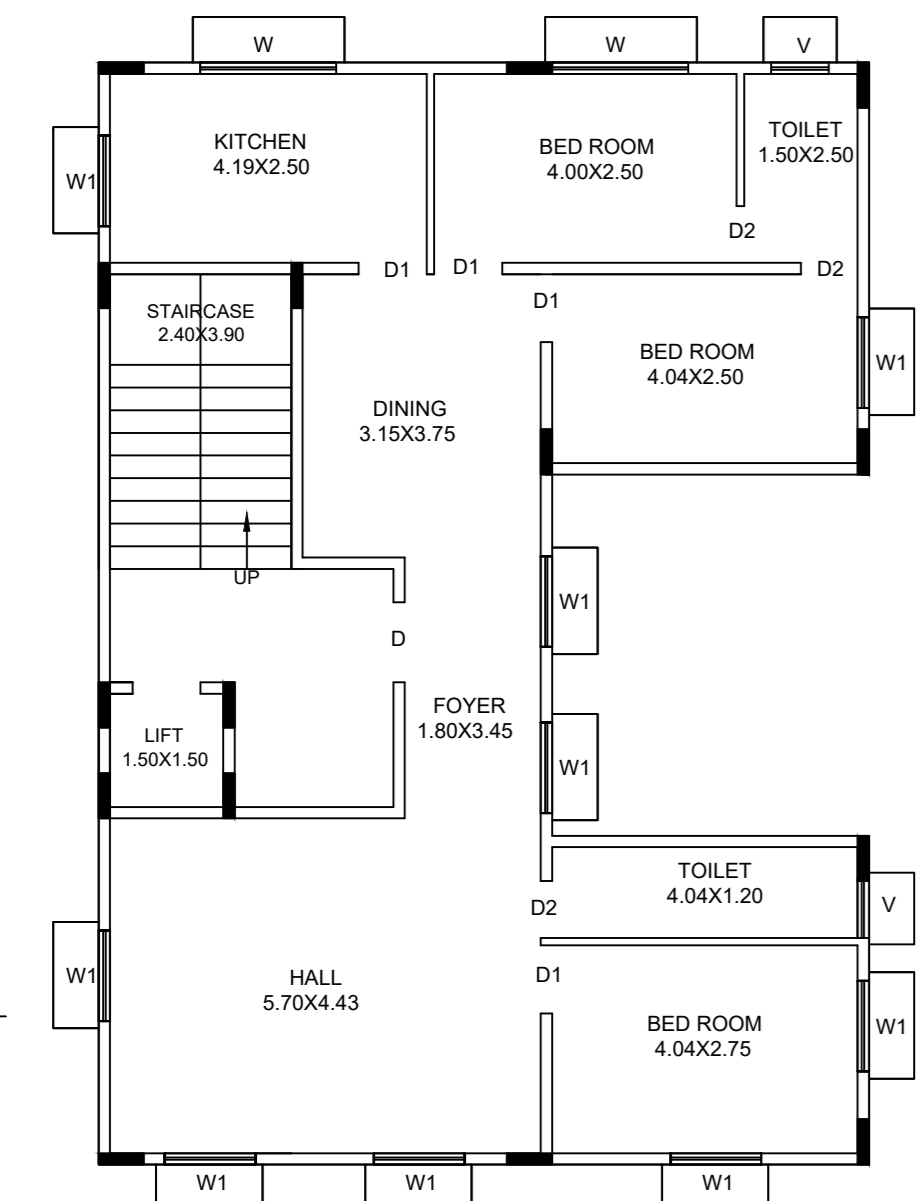 W
W
V
KITCHEN
4.19X2.50
BED ROOM
4.00X2.50
TOILET
1.50X2.50
W1
D2
D1
D1
D2
D1
STAIRCASE
2.40X3.90
BED ROOM
4.04X2.50
W1
DINING
3.15X3.75
UP
W1
D
FOYER
1.80X3.45
LIFT
1.50X1.50
W1
TOILET
4.04X1.20
V
D2
W1
HALL
5.70X4.43
D1
BED ROOM
4.04X2.75
W1
W1
W1
W1